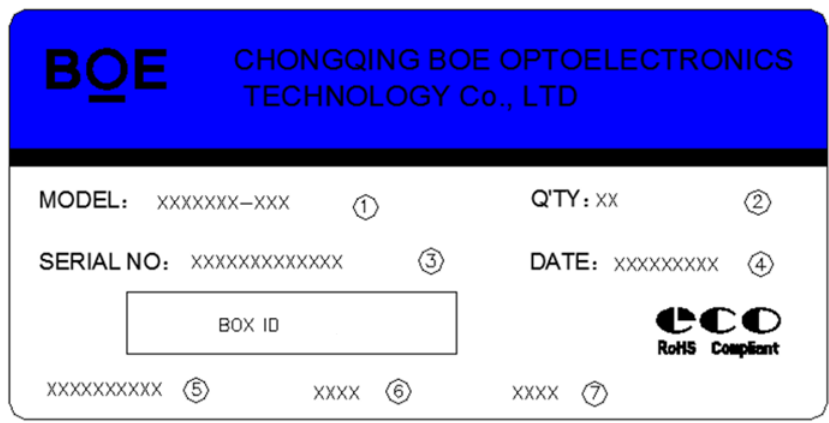 BOE
CHONGQING BOE OPTOELECTRONICS
TECHNOLOGY Co., LTD
MODEL: XXXXXXX-XXX ① Q'TY: XX ②
SERIAL NO: XXXXXXXXXXXXX ③ DATE: XXXXXXXXX ④
BOX ID
eco
RoHS Compliant
XXXXXXXXXX ⑤ XXXX ⑥ XXXX ⑦